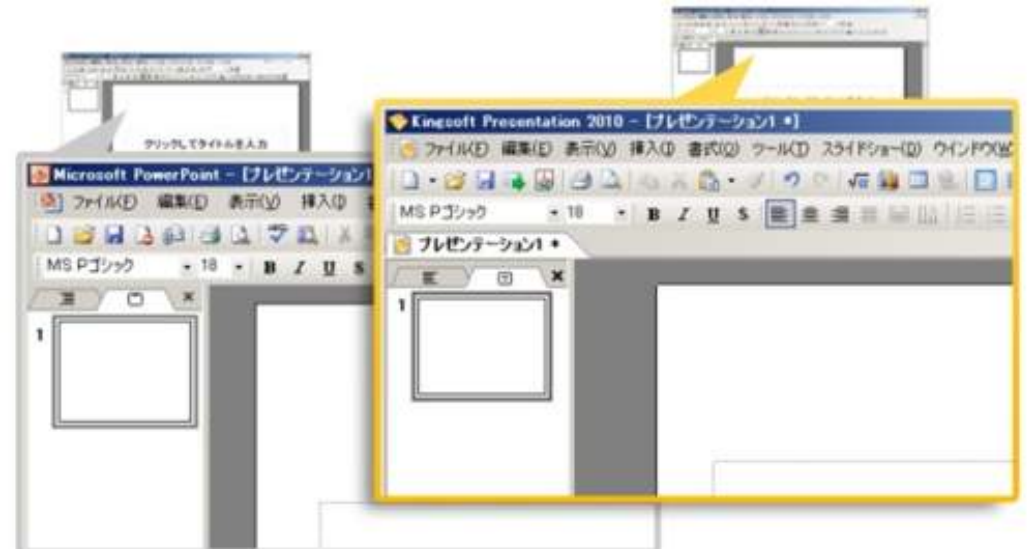 クリックしてタイトルを入力
Microsoft PowerPoint - [プレゼンテーション1
ファイル(F) 編集(E) 表示(V) 挿入(I)
MS Pゴシック 18 B I U S
1
Kingsoft Presentation 2010 - [プレゼンテーション1 *]
ファイル(F) 編集(E) 表示(V) 挿入(I) 書式(O) ツール(T) スライドショー(D) ウインドウ(W
MS Pゴシック 18 B I U S
プレゼンテーション1 *
1